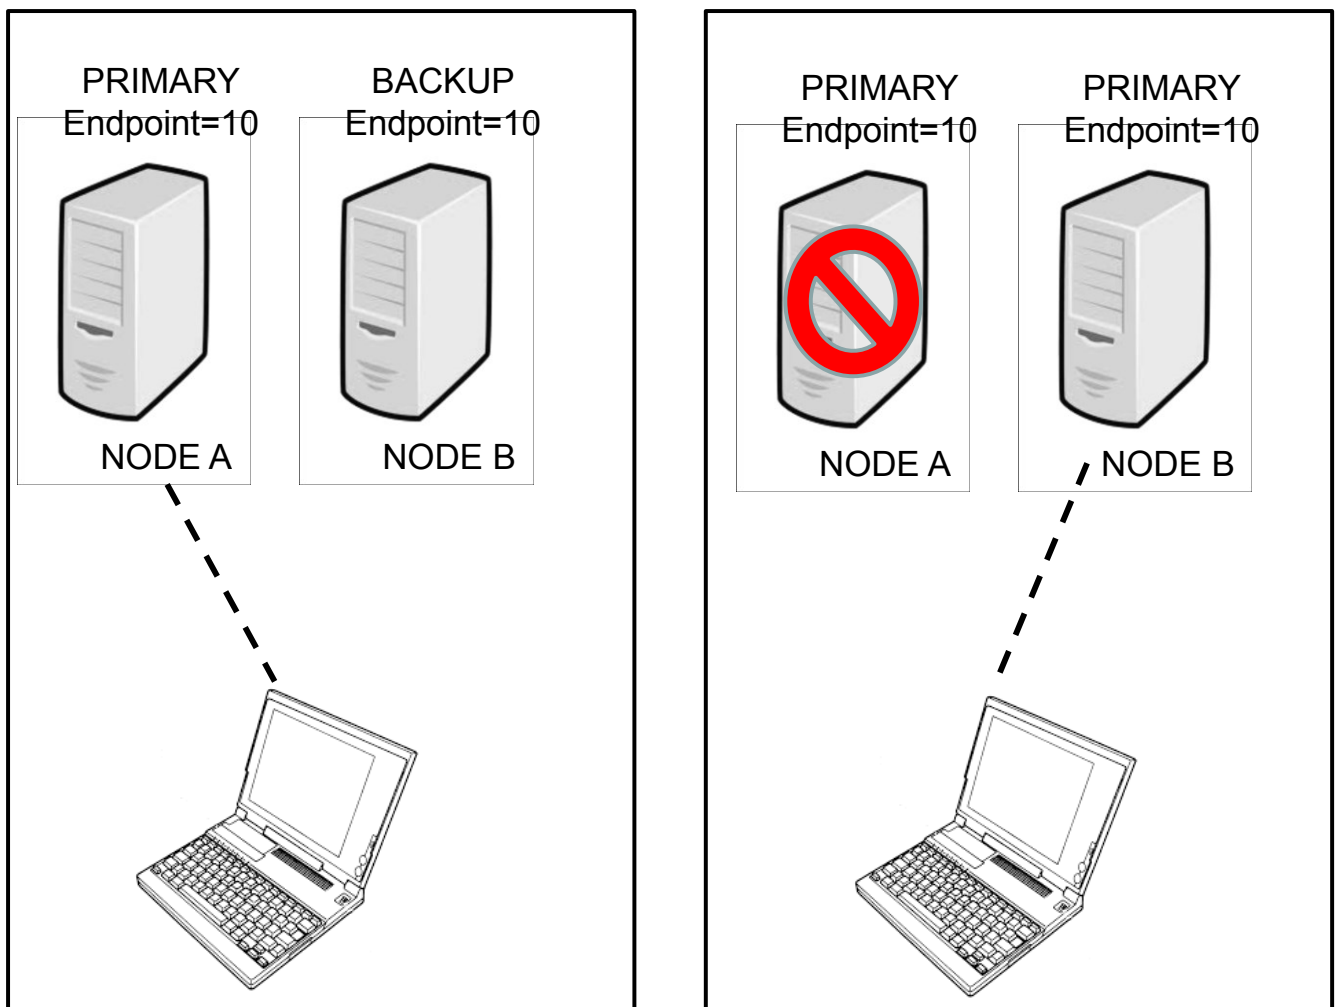 PRIMARY
Endpoint=10
BACKUP
Endpoint=10
NODE A
NODE B
PRIMARY
Endpoint=10
PRIMARY
Endpoint=10
NODE A
NODE B